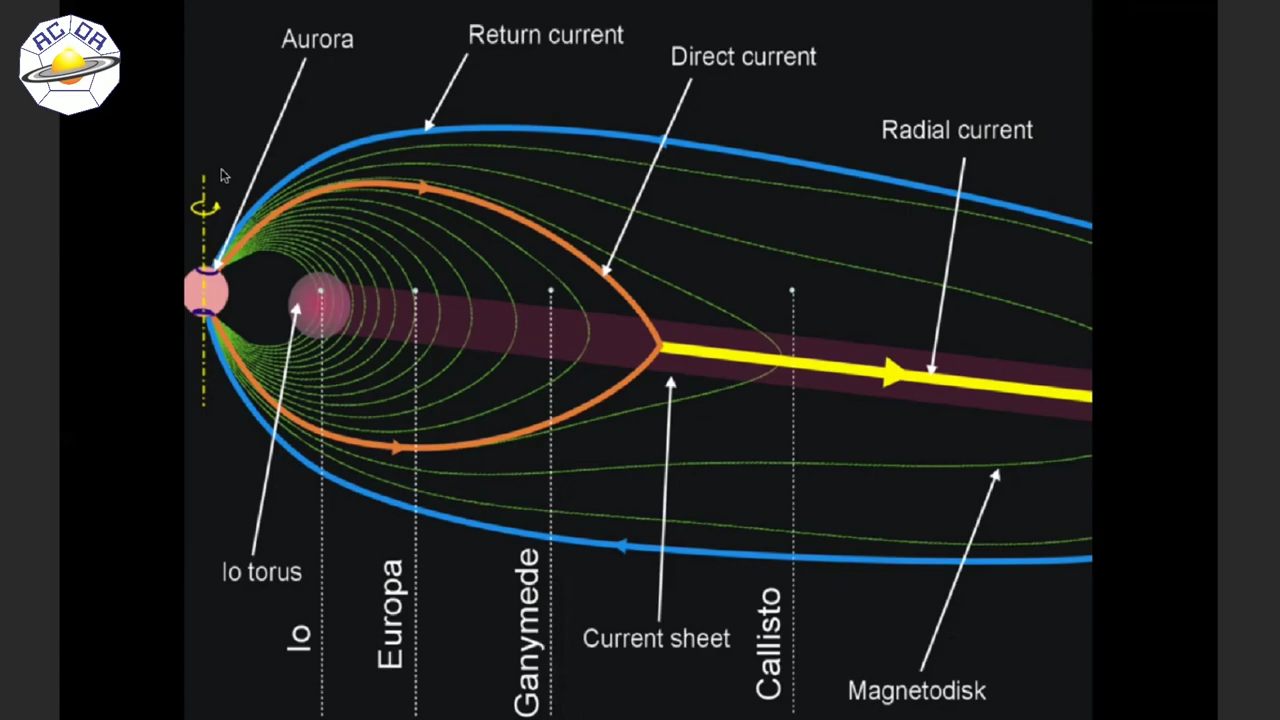 ACOA
Aurora
Return current
Direct current
Radial current
Io torus
Io
Europa
Ganymede
Current sheet
Callisto
Magnetodisk